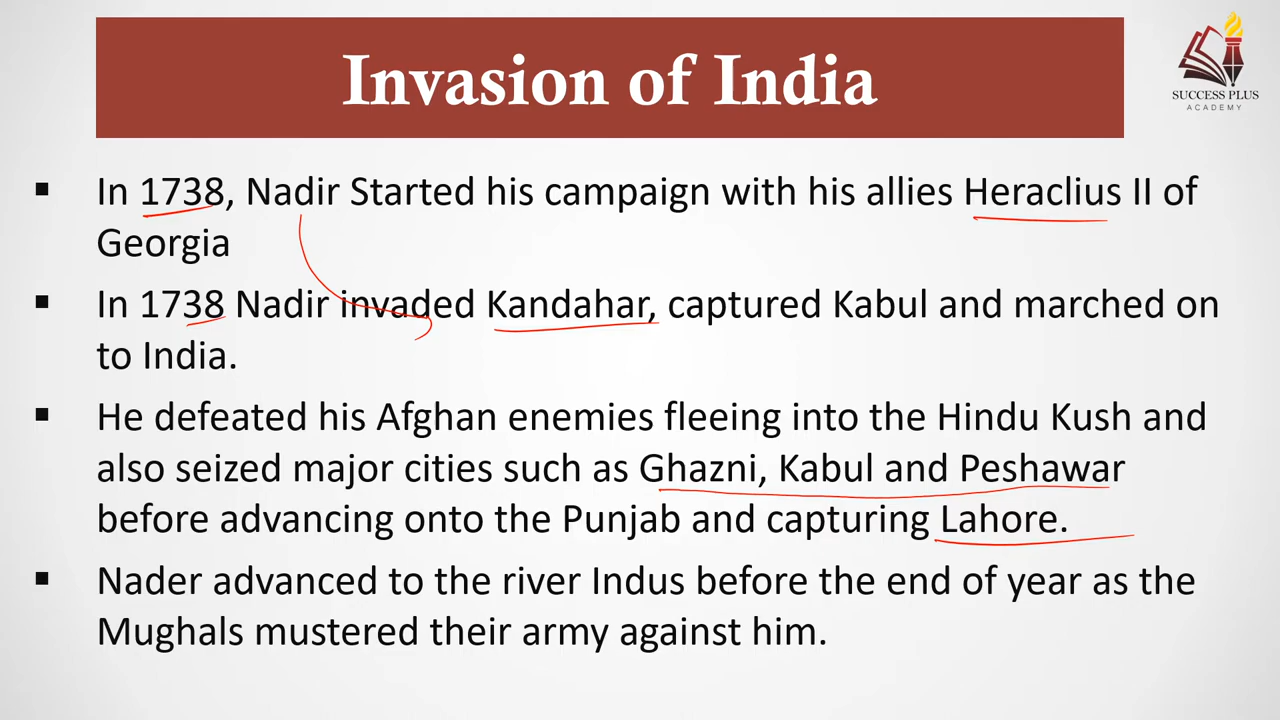 Invasion of India
SUCCESS PLUS
ACADEMY
▪ In 1738, Nadir Started his campaign with his allies Heraclius II of
Georgia
▪ In 1738 Nadir invaded Kandahar, captured Kabul and marched on
to India.
▪ He defeated his Afghan enemies fleeing into the Hindu Kush and
also seized major cities such as Ghazni, Kabul and Peshawar
before advancing onto the Punjab and capturing Lahore.
▪ Nader advanced to the river Indus before the end of year as the
Mughals mustered their army against him.